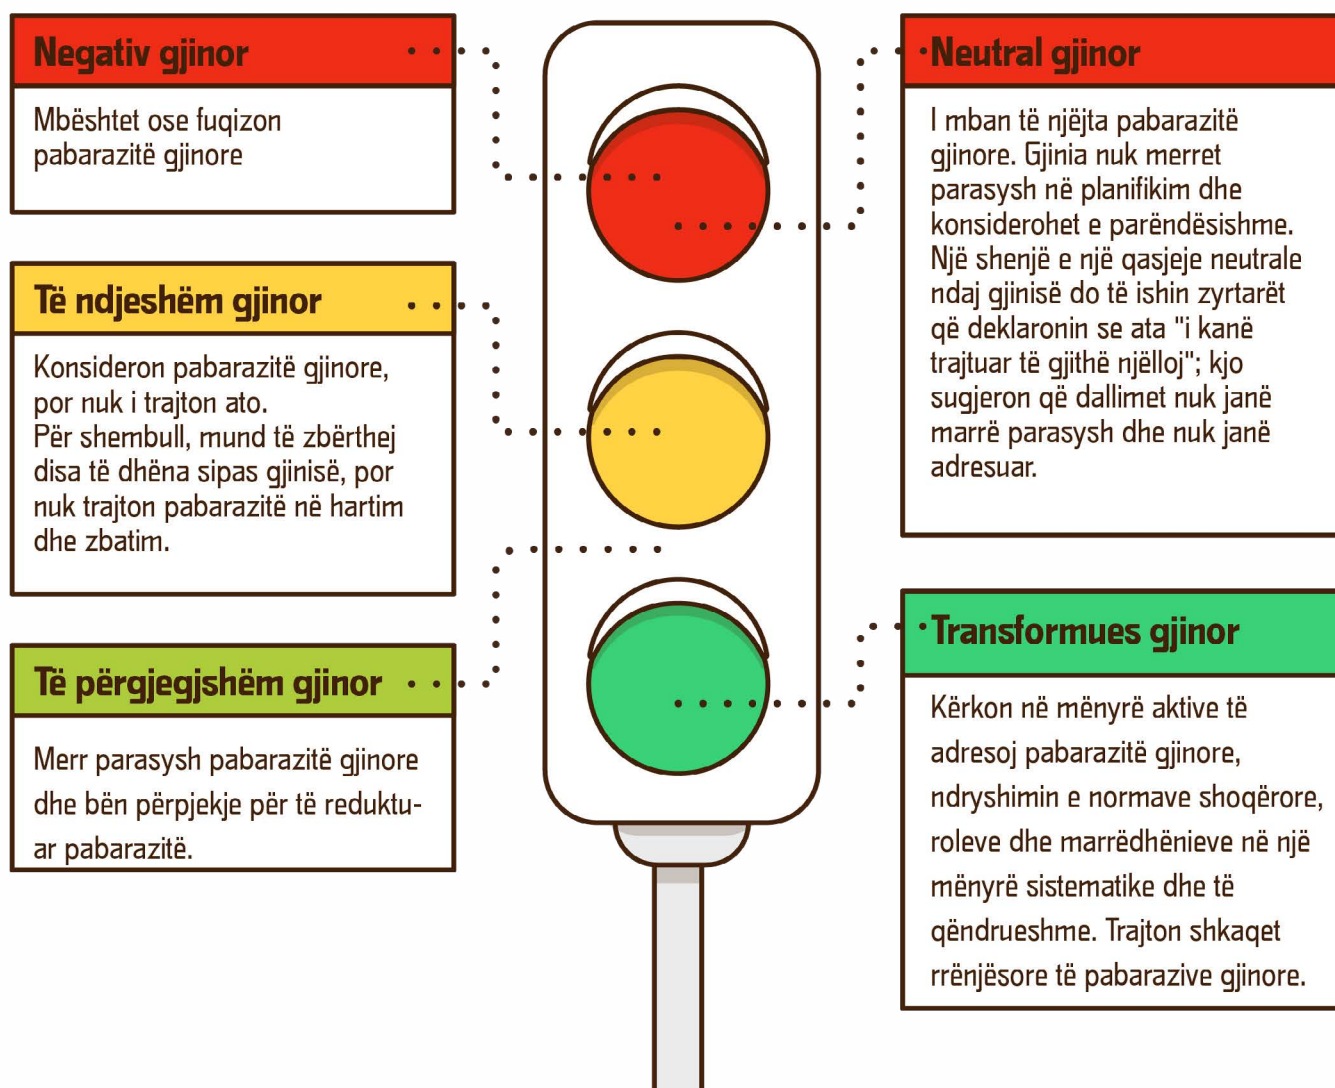 Negativ gjinor
Mbështet ose fuqizon
pabarazitë gjinore
Të ndjeshëm gjinor
Konsideron pabarazitë gjinore,
por nuk i trajton ato.
Për shembull, mund të zbërthej
disa të dhëna sipas gjinisë, por
nuk trajton pabarazitë në hartim
dhe zbatim.
Të përgjegjshëm gjinor
Merr parasysh pabarazitë gjinore
dhe bën përpjekje për të reduktu-
ar pabarazitë.
Neutral gjinor
I mban të njëjta pabarazitë
gjinore. Gjinia nuk merret
parasysh në planifikim dhe
konsiderohet e parëndësishme.
Një shenjë e një qasjeje neutrale
ndaj gjinisë do të ishin zyrtarët
që deklaronin se ata "i kanë
trajtuar të gjithë njëlloj"; kjo
sugjeron që dallimet nuk janë
marrë parasysh dhe nuk janë
adresuar.
Transformues gjinor
Kërkon në mënyrë aktive të
adresoj pabarazitë gjinore,
ndryshimin e normave shoqërore,
roleve dhe marrëdhënieve në një
mënyrë sistematike dhe të
qëndrueshme. Trajton shkaqet
rrënjësore të pabarazive gjinore.